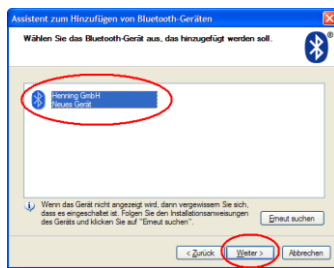 Assistent zum Hinzufügen von Bluetooth-Geräten
Wählen Sie das Bluetooth-Gerät aus, das hinzugefügt werden soll.
®
Henning GmbH
Neues Gerät
Wenn das Gerät nicht angezeigt wird, dann vergewissern Sie sich,
dass es eingeschaltet ist. Folgen Sie den Installationsanweisungen
des Geräts und klicken Sie auf "Erneut suchen".
Erneut suchen
< Zurück
Weiter >
Abbrechen